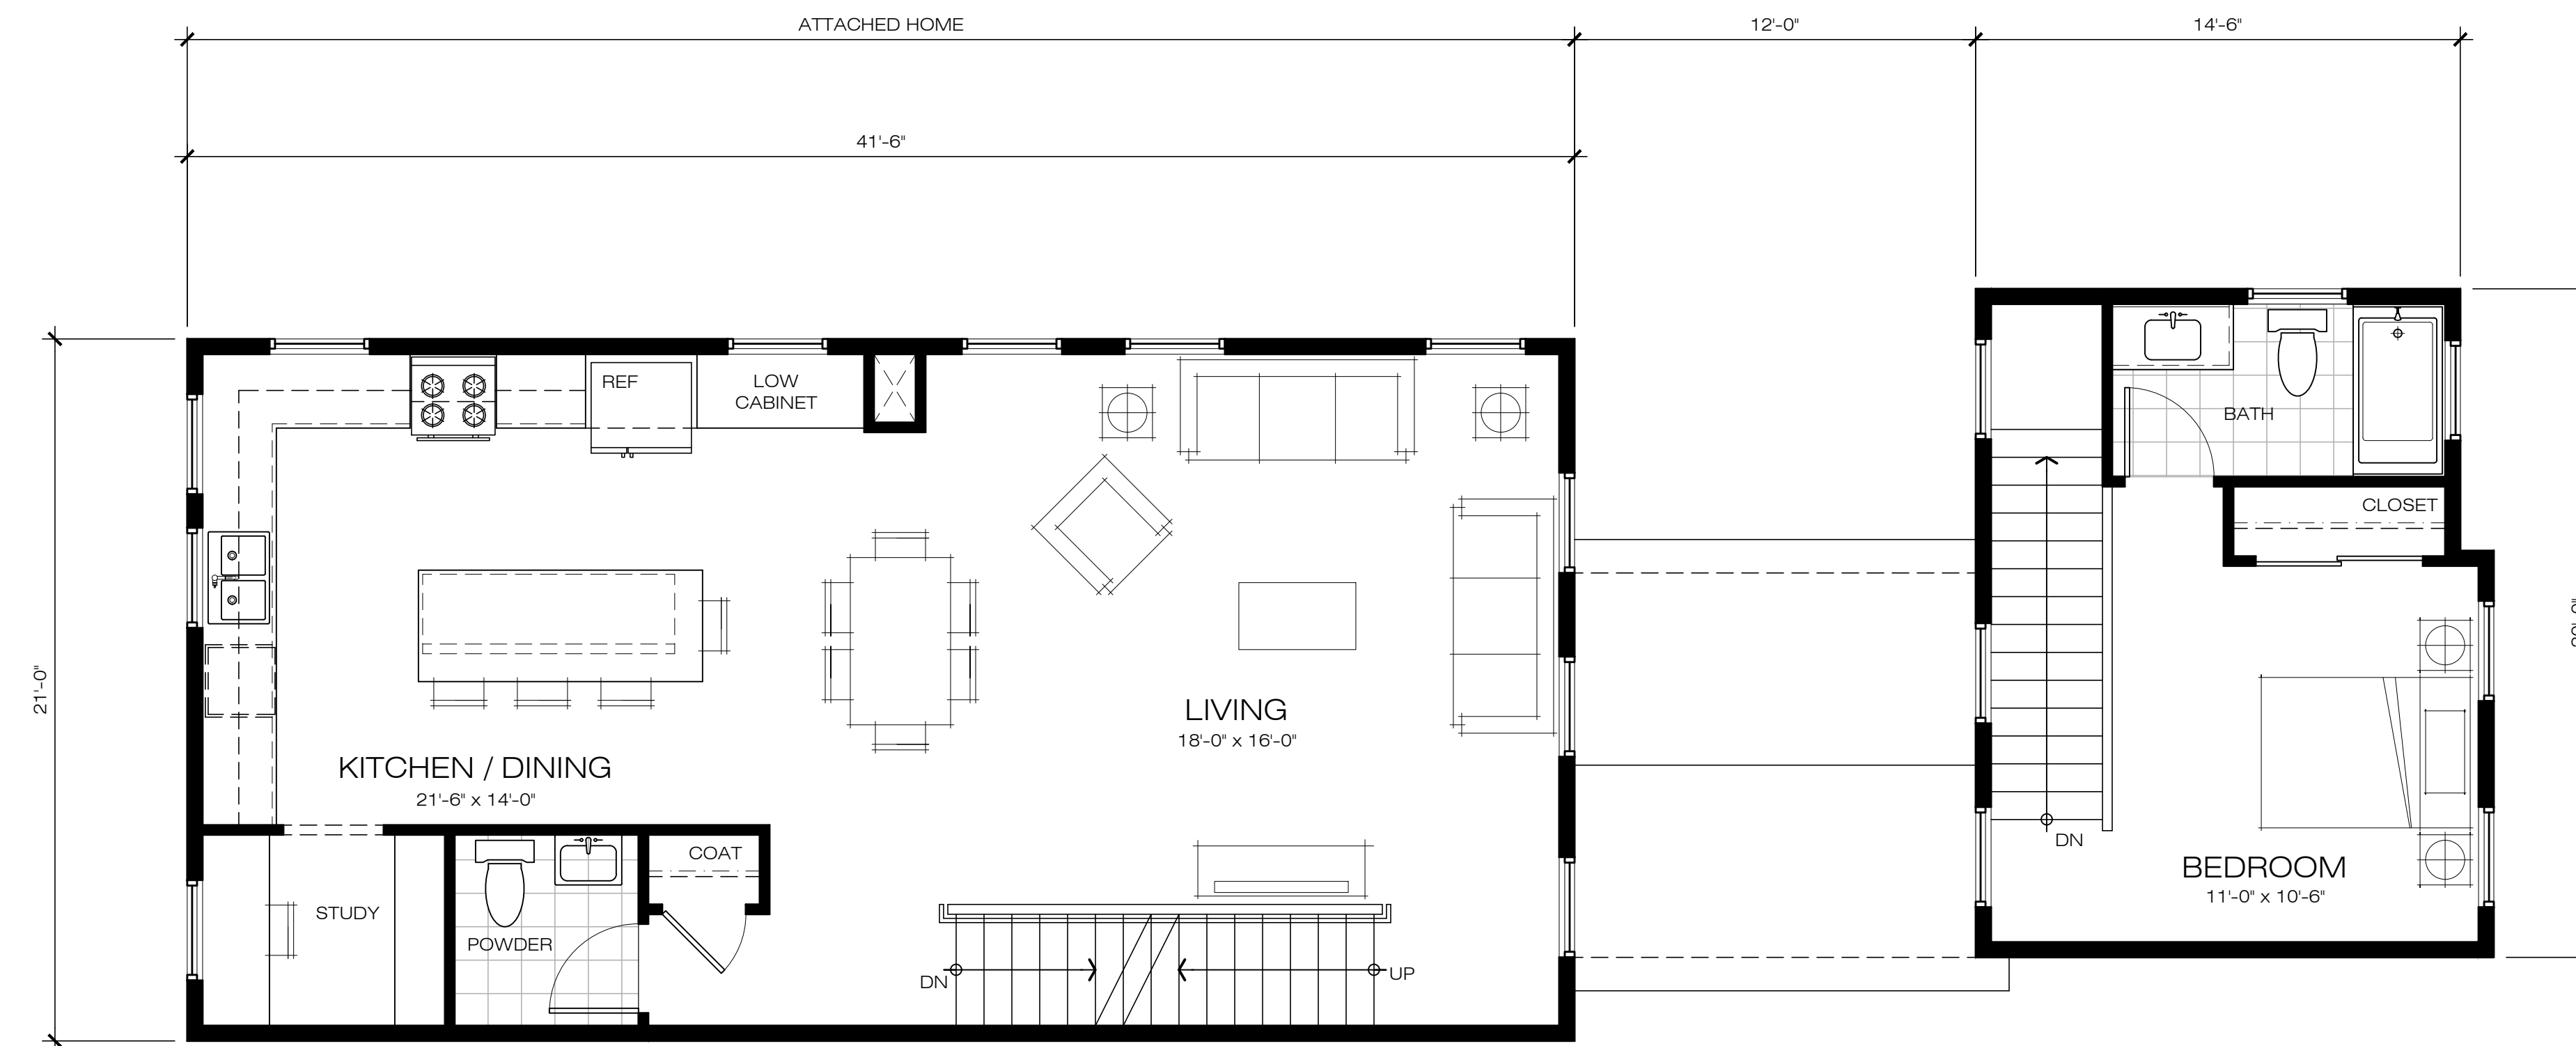 ATTACHED HOME
12'-0"
14'-6"
41'-6"
REF
LOW
CABINET
BATH
CLOSET
21'-0"
LIVING
18'-0" x 16'-0"
KITCHEN / DINING
21'-6" x 14'-0"
DN
COAT
BEDROOM
11'-0" x 10'-6"
STUDY
POWDER
DN
UP